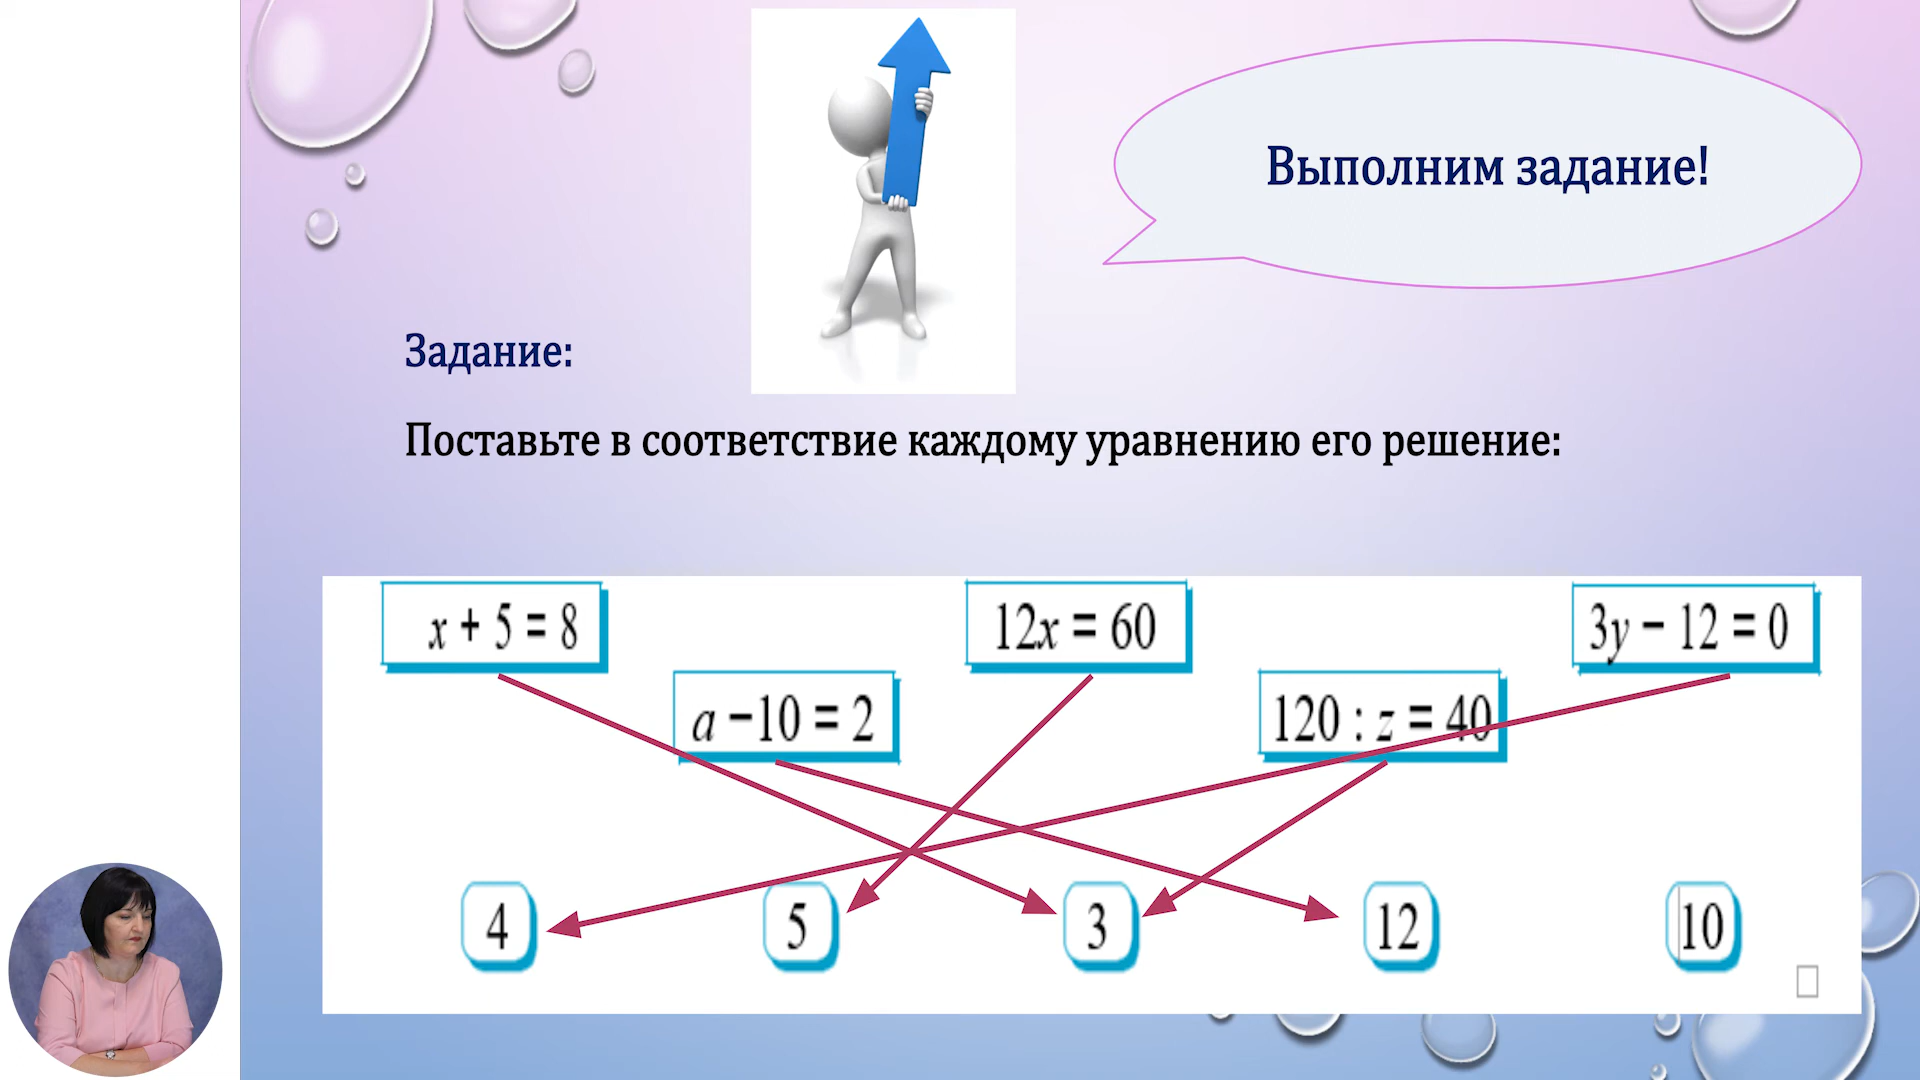 Выполним задание!
Задание:
Поставьте в соответствие каждому уравнению его решение:
x + 5 = 8
12x = 60
3y − 12 = 0
a −10 = 2
120 : z = 40
4
5
3
12
10